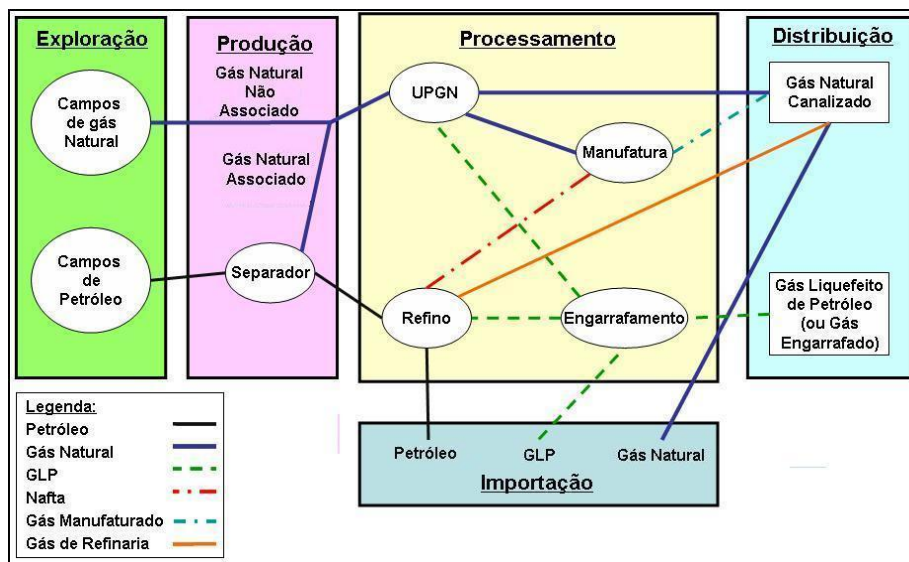 Exploração
Campos
de gás
Natural
Campos
de
Petróleo
Produção
Gás Natural
Não
Associado
Gás Natural
Associado
Separador
Processamento
UPGN
Manufatura
Refino
Engarrafamento
Distribuição
Gás Natural
Canalizado
Gás Liquefeito
de Petróleo
(ou Gás
Engarrafado)
Legenda:
Petróleo
Gás Natural
GLP
Nafta
Gás Manufaturado
Gás de Refinaria
Petróleo
GLP
Gás Natural
Importação